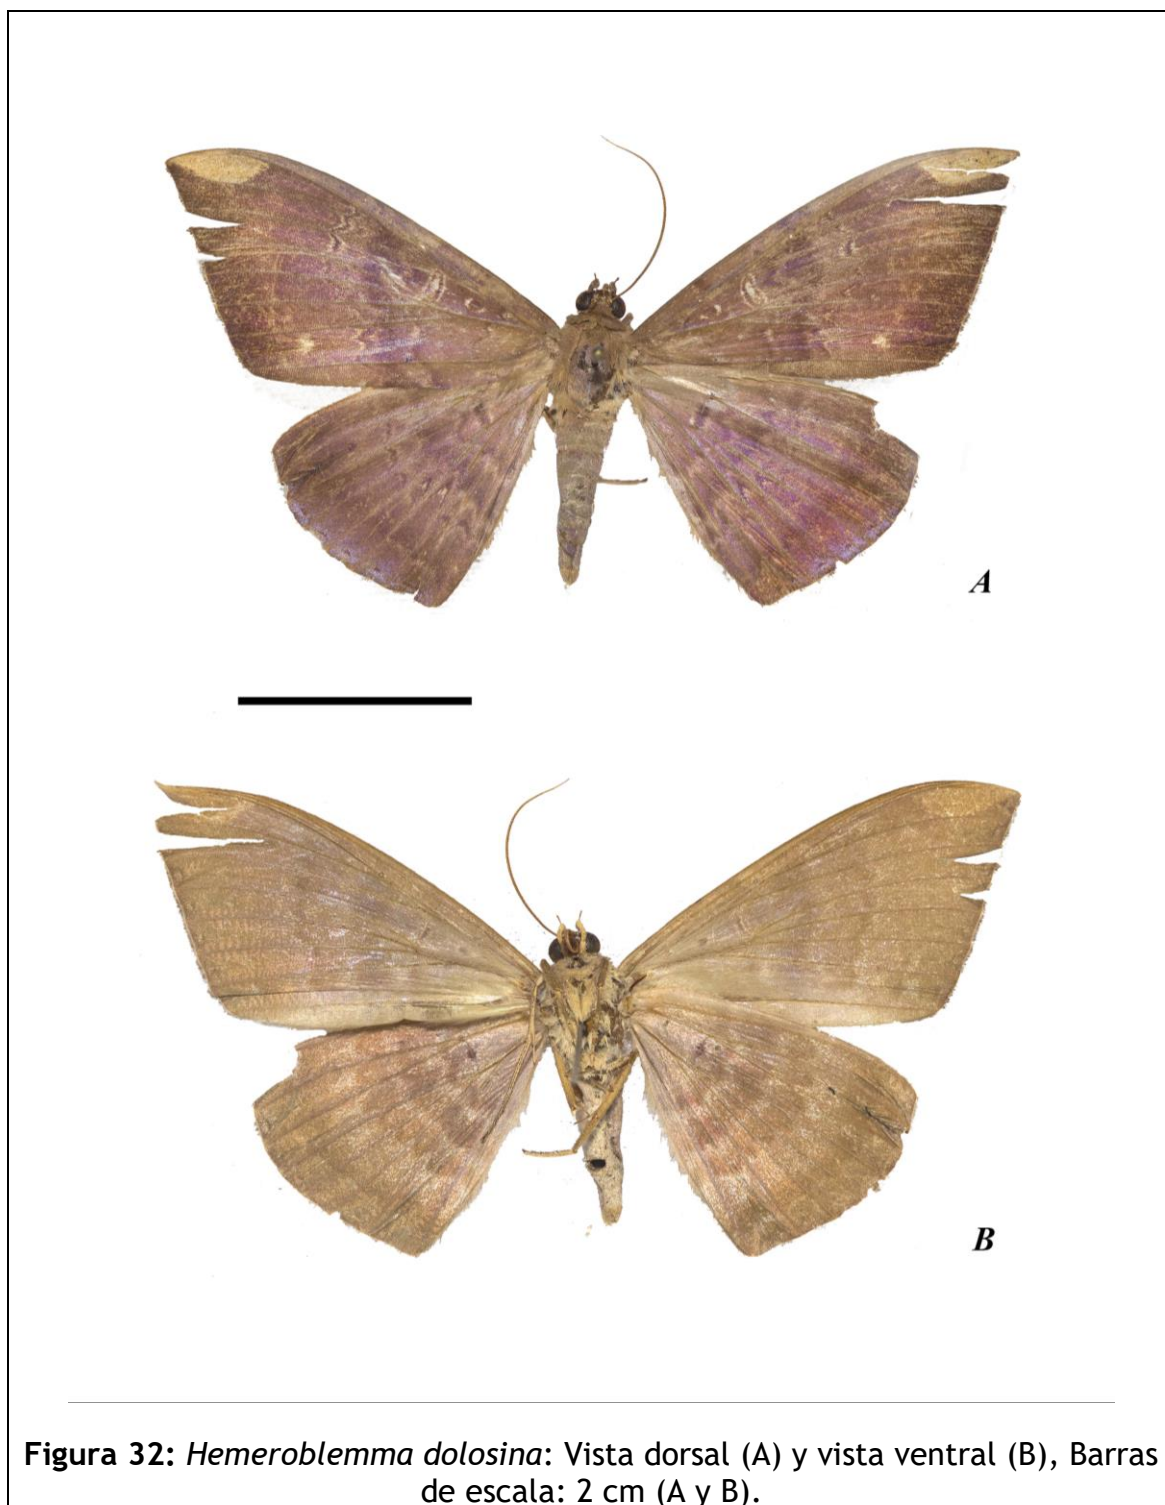 A
B
Figura 32: Hemeroblemma dolosina: Vista dorsal (A) y vista ventral (B), Barras
de escala: 2 cm (A y B).